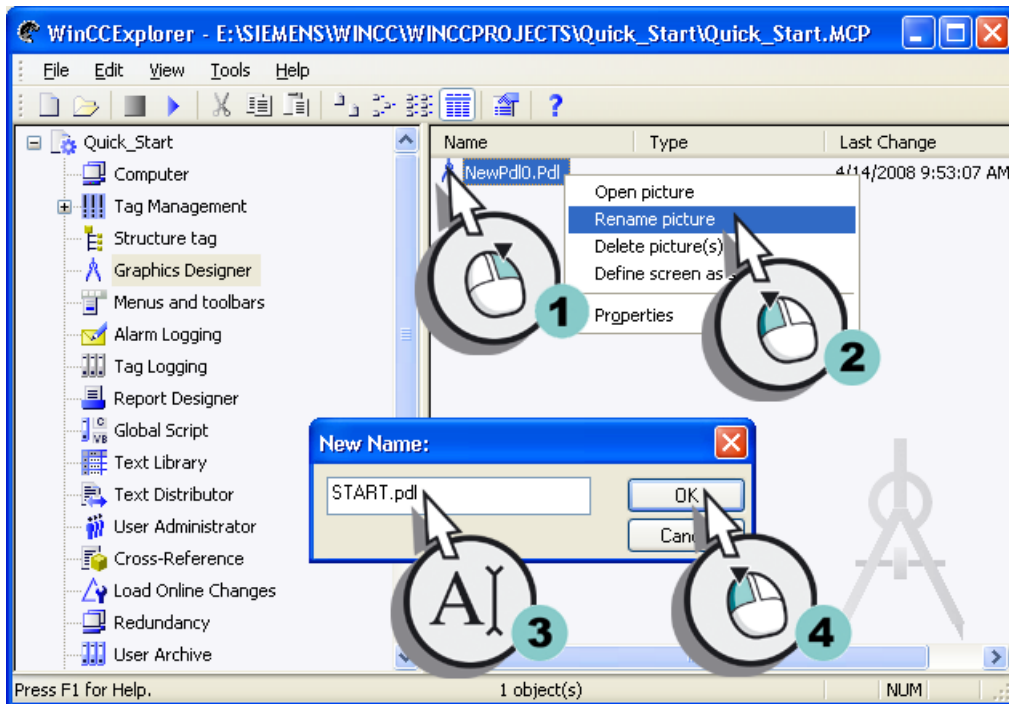 WinCCExplorer - E:\SIEMENS\WINCC\WINCCPROJECTS\Quick_Start\Quick_Start.MCP
File Edit View Tools Help
Quick_Start
Computer
Tag Management
Structure tag
Graphics Designer
Menus and toolbars
Alarm Logging
Tag Logging
Report Designer
Global Script
Text Library
Text Distributor
User Administrator
Cross-Reference
Load Online Changes
Redundancy
User Archive
Name Type Last Change
NewPdl0.Pdl 4/14/2008 9:53:07 AM
Open picture
Rename picture
Delete picture(s)
Define screen as
Properties
1
2
New Name:
START.pdl
OK
3
4
Press F1 for Help. 1 object(s) NUM